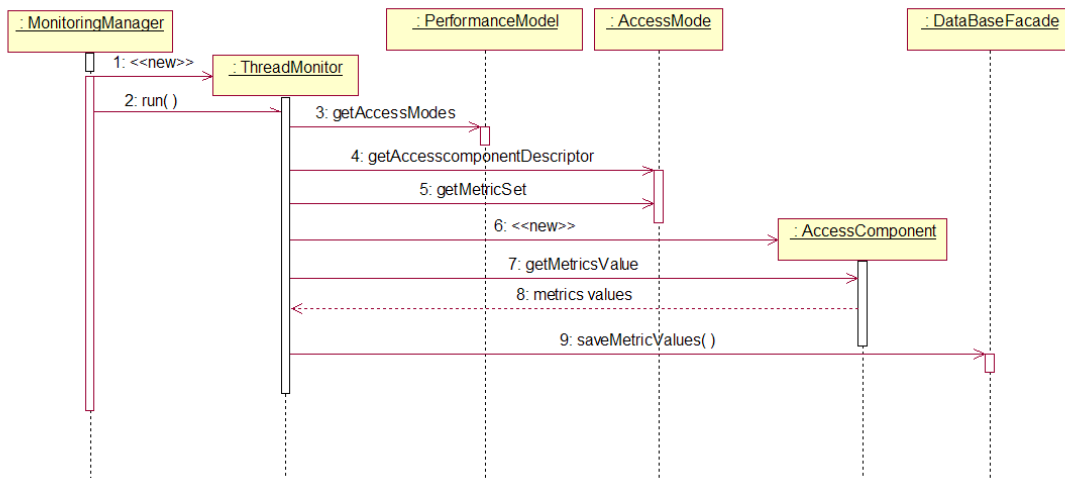 : MonitoringManager
: PerformanceModel
: AccessMode
: DataBaseFacade
1: <<new>>
: ThreadMonitor
2: run( )
3: getAccessModes
4: getAccesscomponentDescriptor
5: getMetricSet
6: <<new>>
: AccessComponent
7: getMetricsValue
8: metrics values
9: saveMetricValues( )